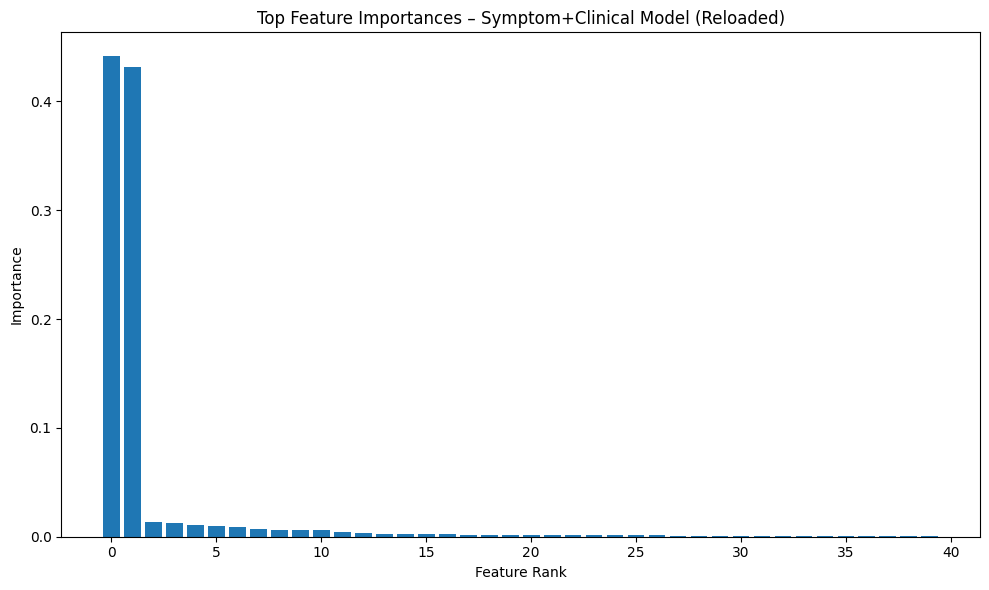 Top Feature Importances – Symptom+Clinical Model (Reloaded)
Importance
0.4
0.3
0.2
0.1
0.0
0 5 10 15 20 25 30 35 40
Feature Rank